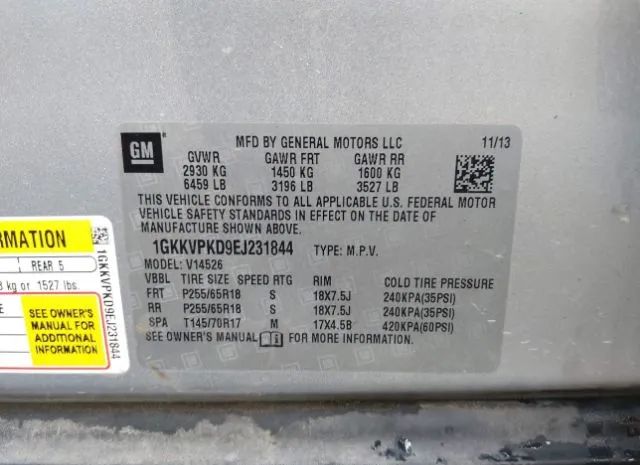 GM
MFD BY GENERAL MOTORS LLC 11/13
GVWR GAWR FRT GAWR RR
2930 KG 1450 KG 1600 KG
6459 LB 3196 LB 3527 LB
THIS VEHICLE CONFORMS TO ALL APPLICABLE U.S. FEDERAL MOTOR
VEHICLE SAFETY STANDARDS IN EFFECT ON THE DATE OF
MANUFACTURE SHOWN ABOVE.
1GKKVPKD9EJ231844 TYPE: M.P.V.
MODEL: V14526
VBBL TIRE SIZE SPEED RTG RIM COLD TIRE PRESSURE
FRT P255/65R18 S 18X7.5J 240KPA(35PSI)
RR P255/65R18 S 18X7.5J 240KPA(35PSI)
SPA T145/70R17 M 17X4.5B 420KPA(60PSI)
SEE OWNER'S MANUAL FOR MORE INFORMATION.
RMATION
REAR 5
kg or 1527 lbs.
SEE OWNER'S
MANUAL FOR
ADDITIONAL
INFORMATION
1GKKVPKD9EJ231844